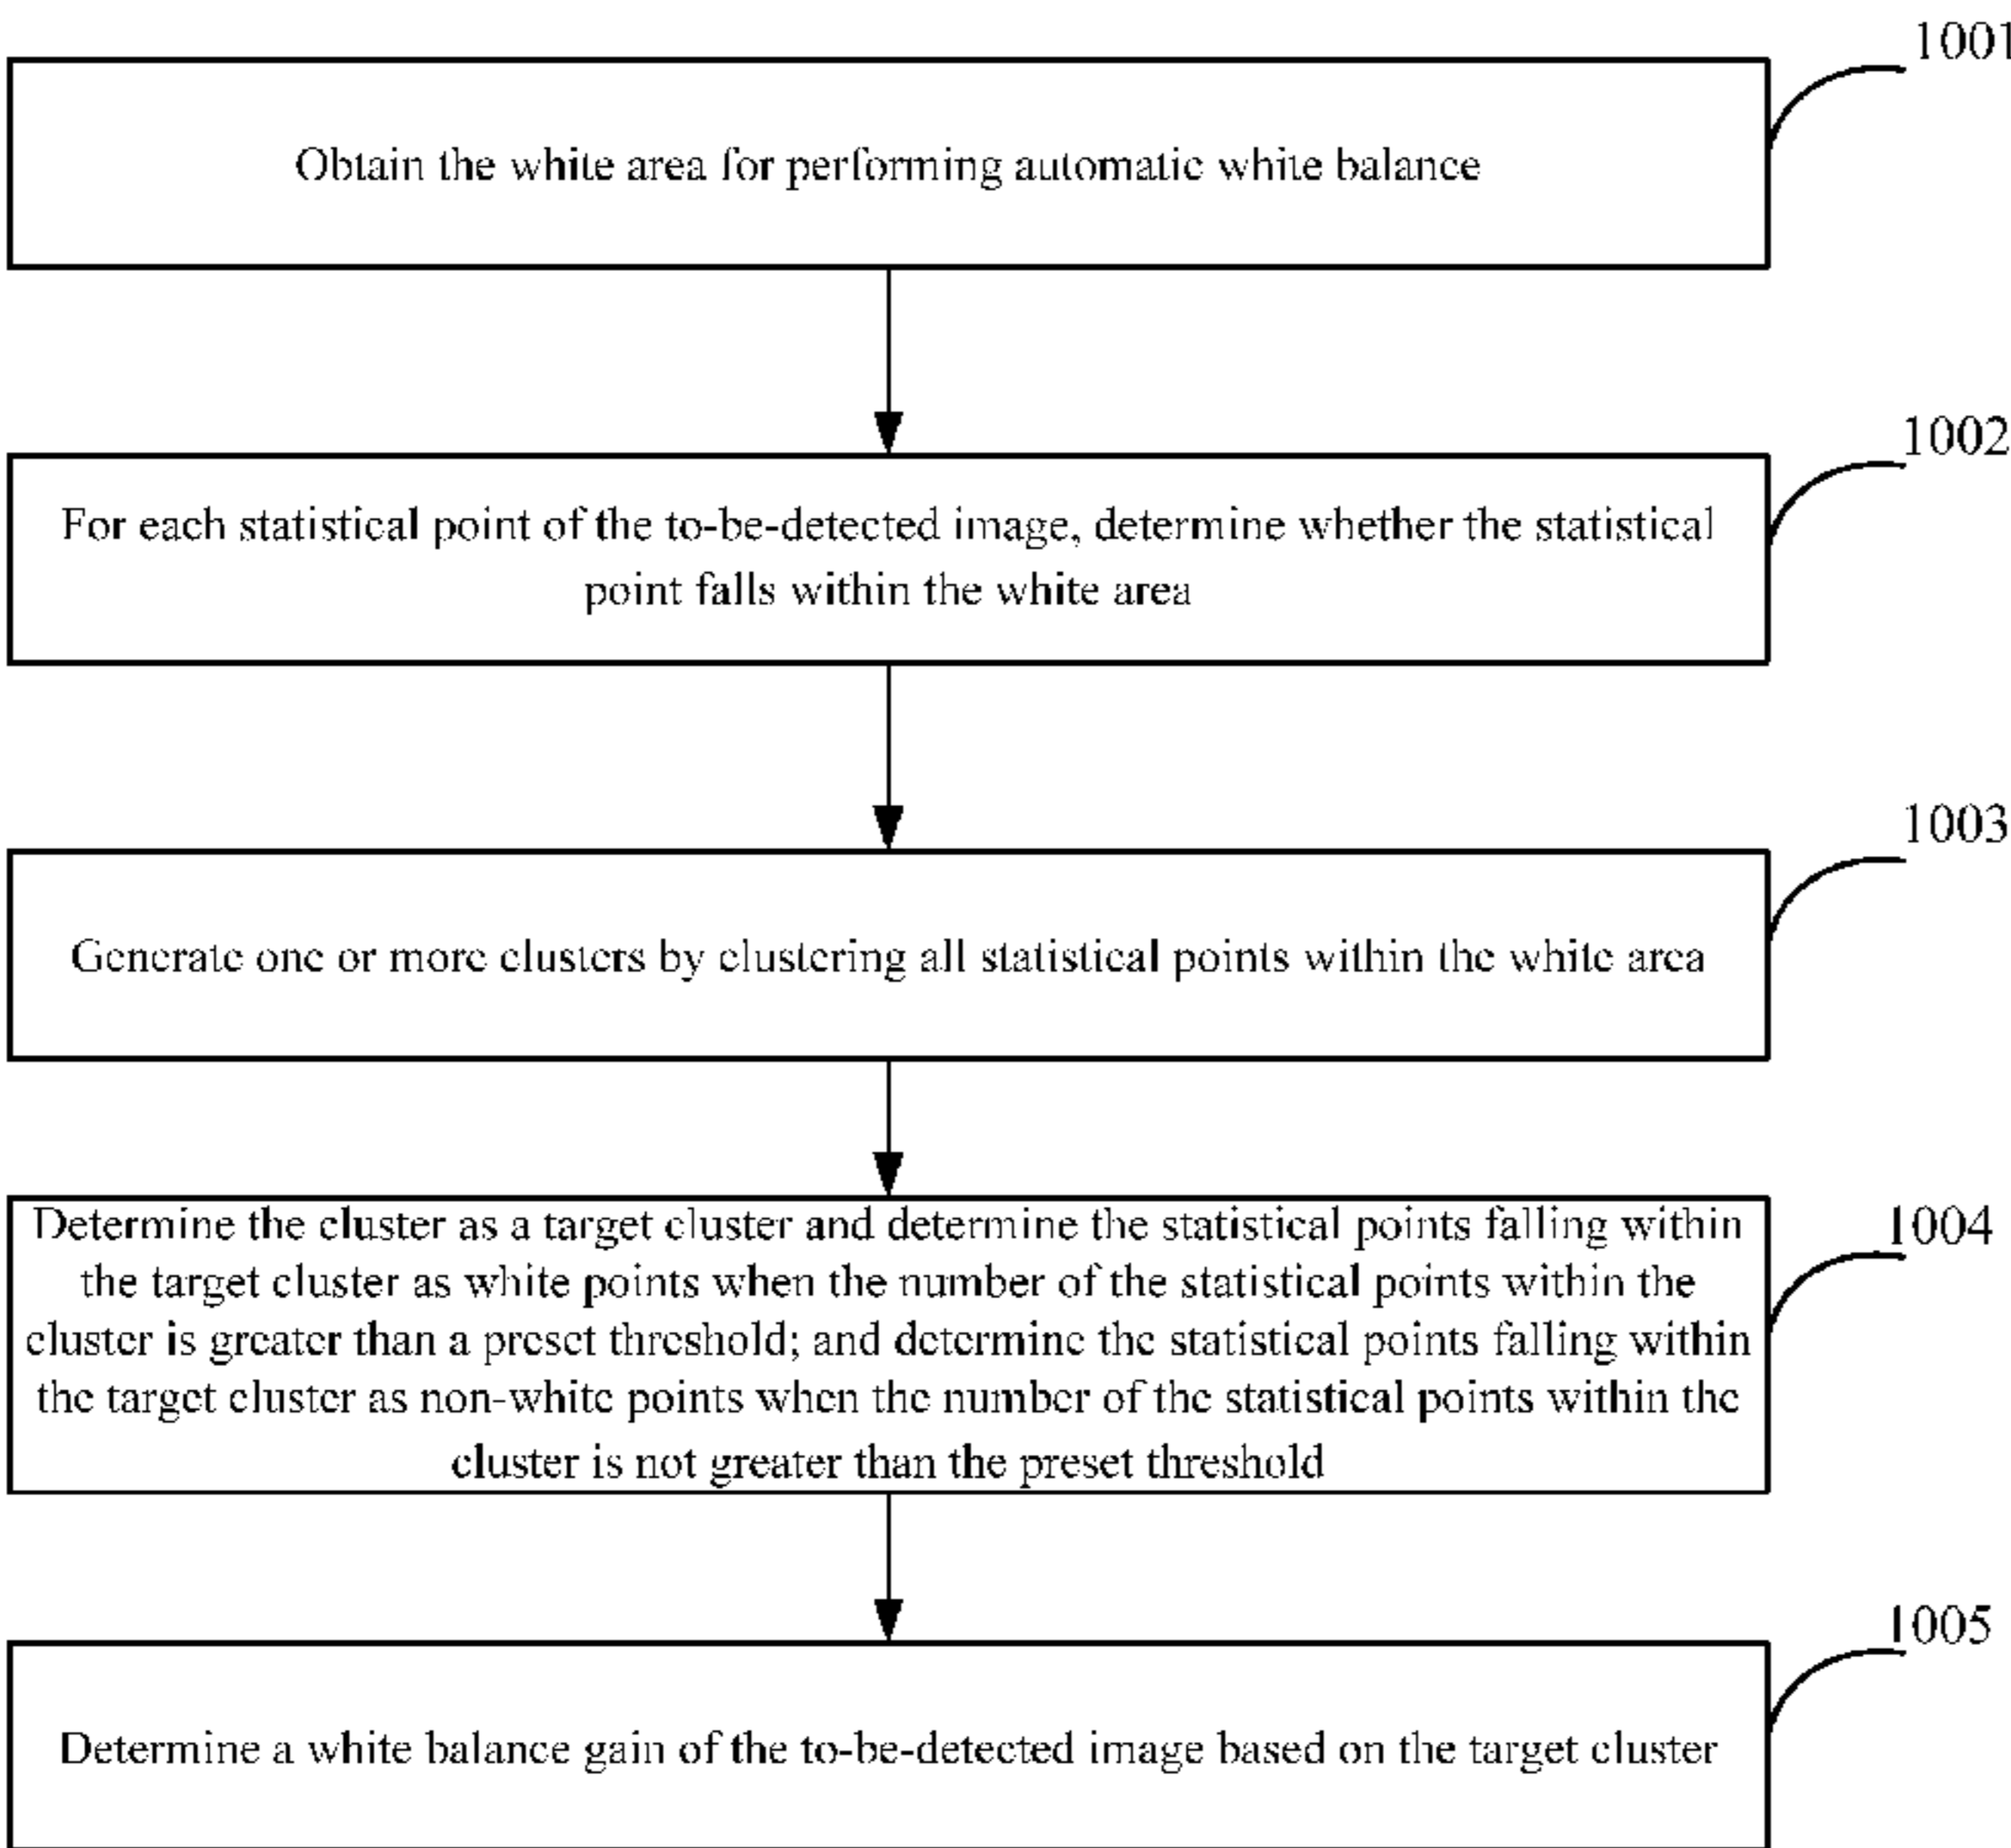 1001
Obtain the white area for performing automatic white balance
1002
For each statistical point of the to-be-detected image, determine whether the statistical
point falls within the white area
1003
Generate one or more clusters by clustering all statistical points within the white area
1004
Determine the cluster as a target cluster and determine the statistical points falling within
the target cluster as white points when the number of the statistical points within the
cluster is greater than a preset threshold; and determine the statistical points falling within
the target cluster as non-white points when the number of the statistical points within the
cluster is not greater than the preset threshold
1005
Determine a white balance gain of the to-be-detected image based on the target cluster